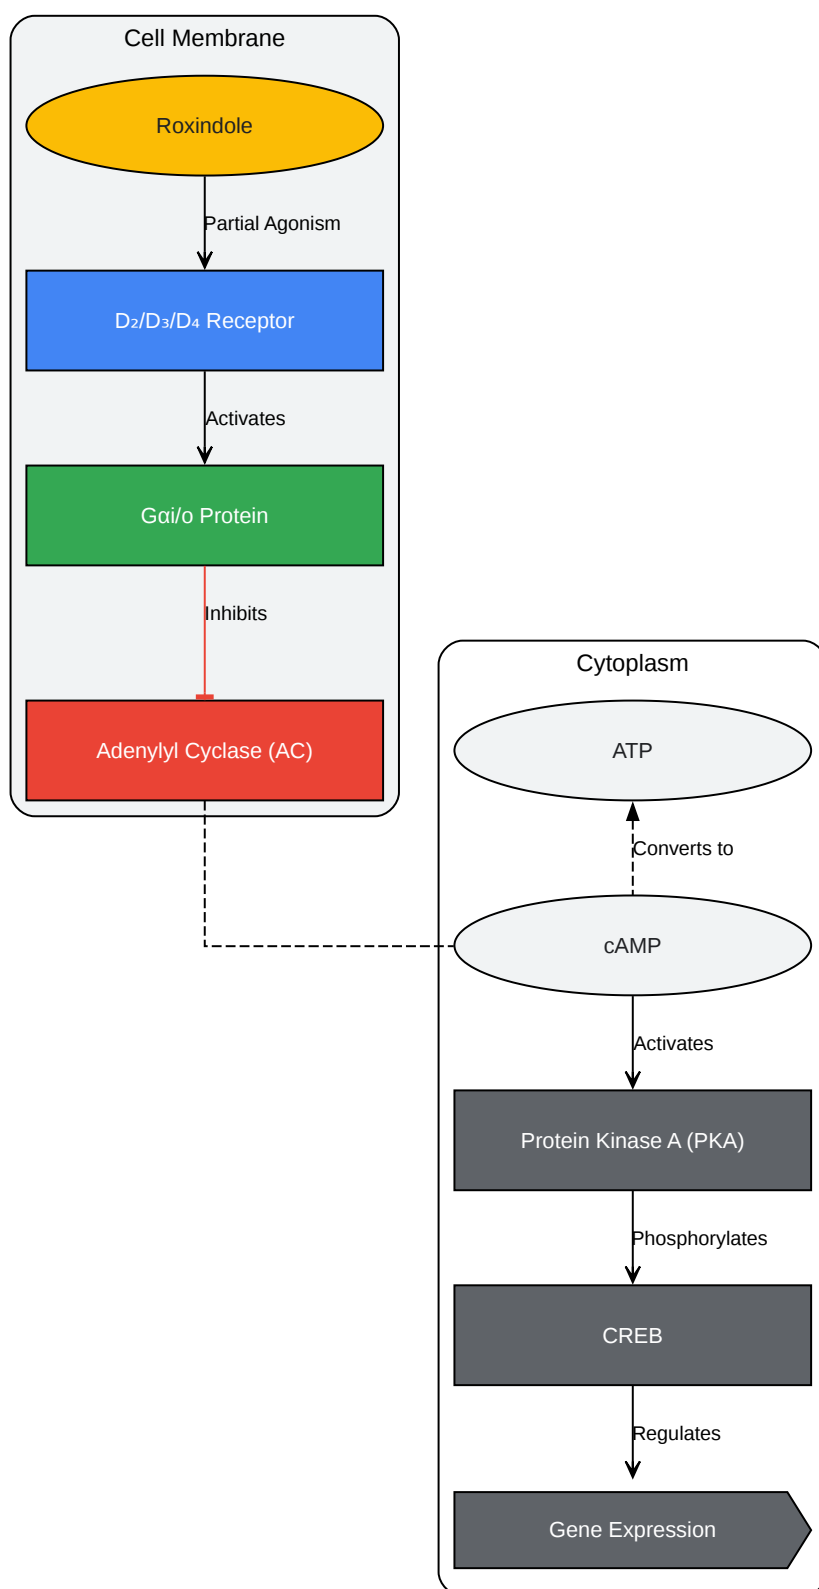 Cell Membrane
Roxindole
Partial Agonism
D₂/D₃/D₄ Receptor
Activates
Gαi/o Protein
Inhibits
Adenylyl Cyclase (AC)
Cytoplasm
ATP
Converts to
cAMP
Activates
Protein Kinase A (PKA)
Phosphorylates
CREB
Regulates
Gene Expression